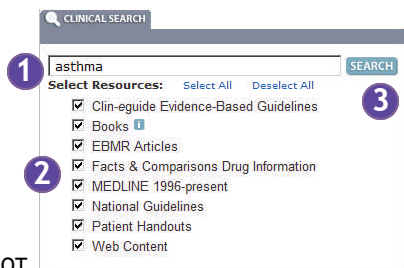 CLINICAL SEARCH
1 asthma SEARCH
Select Resources: Select All Deselect All
3
Clin-eguide Evidence-Based Guidelines
Books i
EBMR Articles
2 Facts & Comparisons Drug Information
MEDLINE 1996-present
National Guidelines
Patient Handouts
Web Content
OT